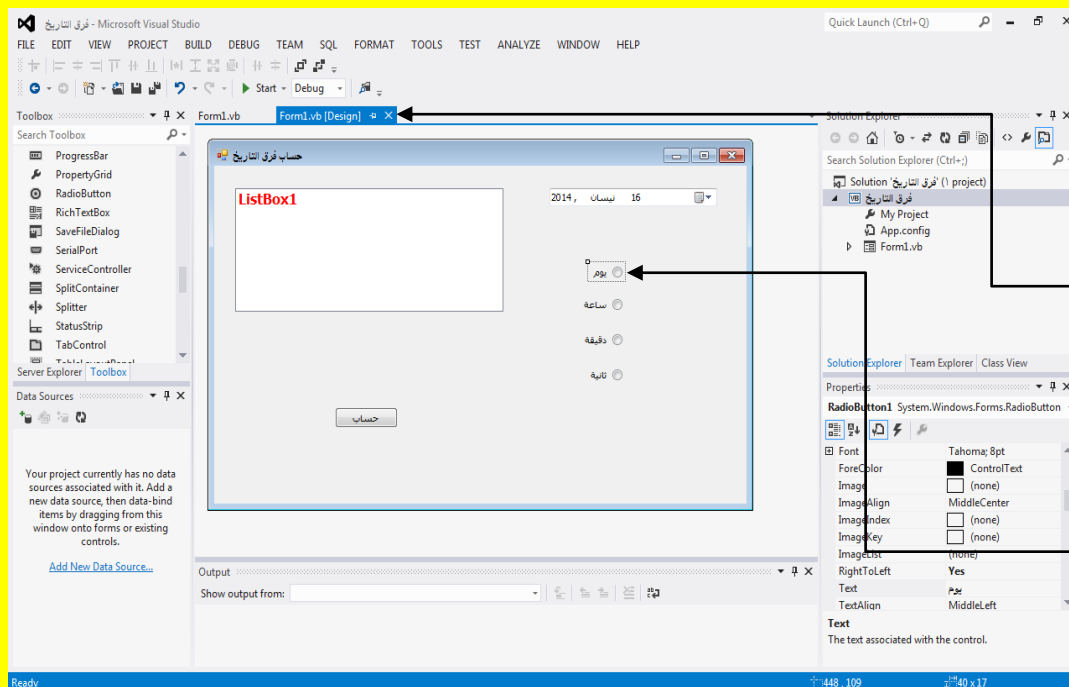 فرق التاريخ - Microsoft Visual Studio
Quick Launch (Ctrl+Q)
FILE EDIT VIEW PROJECT BUILD DEBUG TEAM SQL FORMAT TOOLS TEST ANALYZE WINDOW HELP
Start Debug
Toolbox
Search Toolbox
ProgressBar
PropertyGrid
RadioButton
RichTextBox
SaveFileDialog
SerialPort
ServiceController
SplitContainer
Splitter
StatusStrip
TabControl
TableLayoutPanel
Server Explorer Toolbox
Data Sources
Your project currently has no data
sources associated with it. Add a
new data source, then data-bind
items by dragging from this
window onto forms or existing
controls.
Add New Data Source...
Form1.vb Form1.vb [Design]
حساب فرق التاريخ
ListBox1
16 نيسان , 2014
يوم
ساعة
دقيقة
ثانية
حساب
Output
Show output from:
Solution Explorer
Search Solution Explorer (Ctrl+;)
Solution 'فرق التاريخ' (١ project)
فرق التاريخ
My Project
App.config
Form1.vb
Solution Explorer Team Explorer Class View
Properties
RadioButton1 System.Windows.Forms.RadioButton
Font Tahoma; 8pt
ForeColor ControlText
Image (none)
ImageAlign MiddleCenter
ImageIndex (none)
ImageKey (none)
ImageList (none)
RightToLeft Yes
Text يوم
TextAlign MiddleLeft
Text
The text associated with the control.
Ready
448 , 109
40 x 17